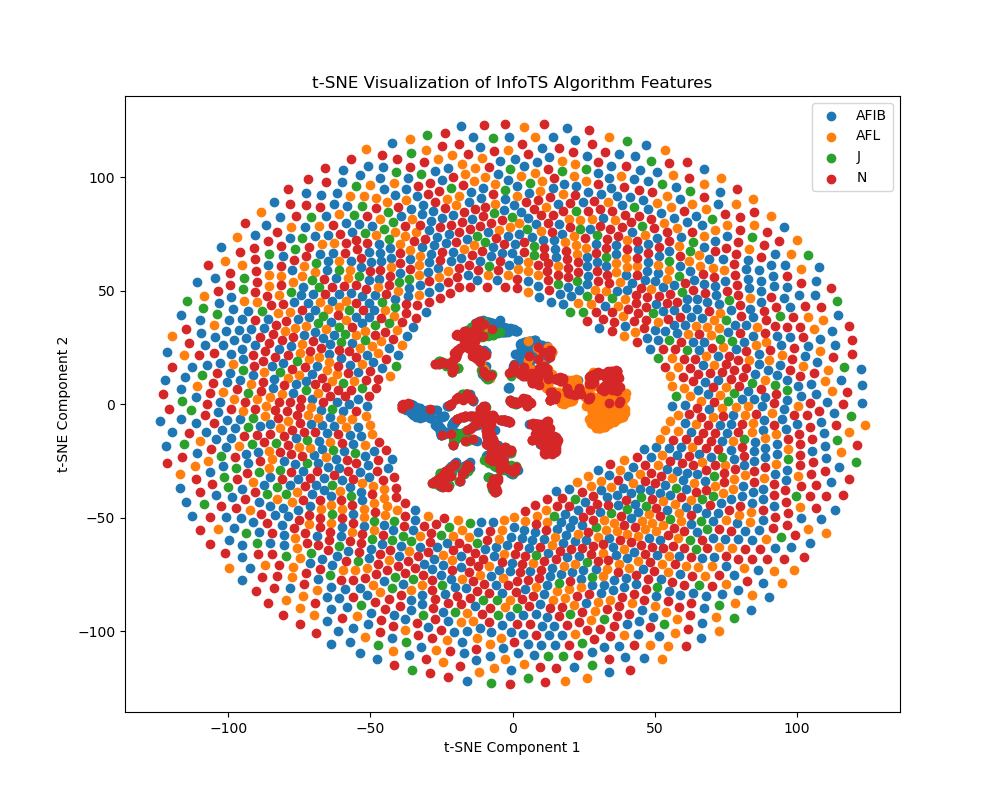 t-SNE Visualization of InfoTS Algorithm Features
AFIB
AFL
J
N
100
50
0
−50
−100
t-SNE Component 2
−100
−50
0
50
100
t-SNE Component 1